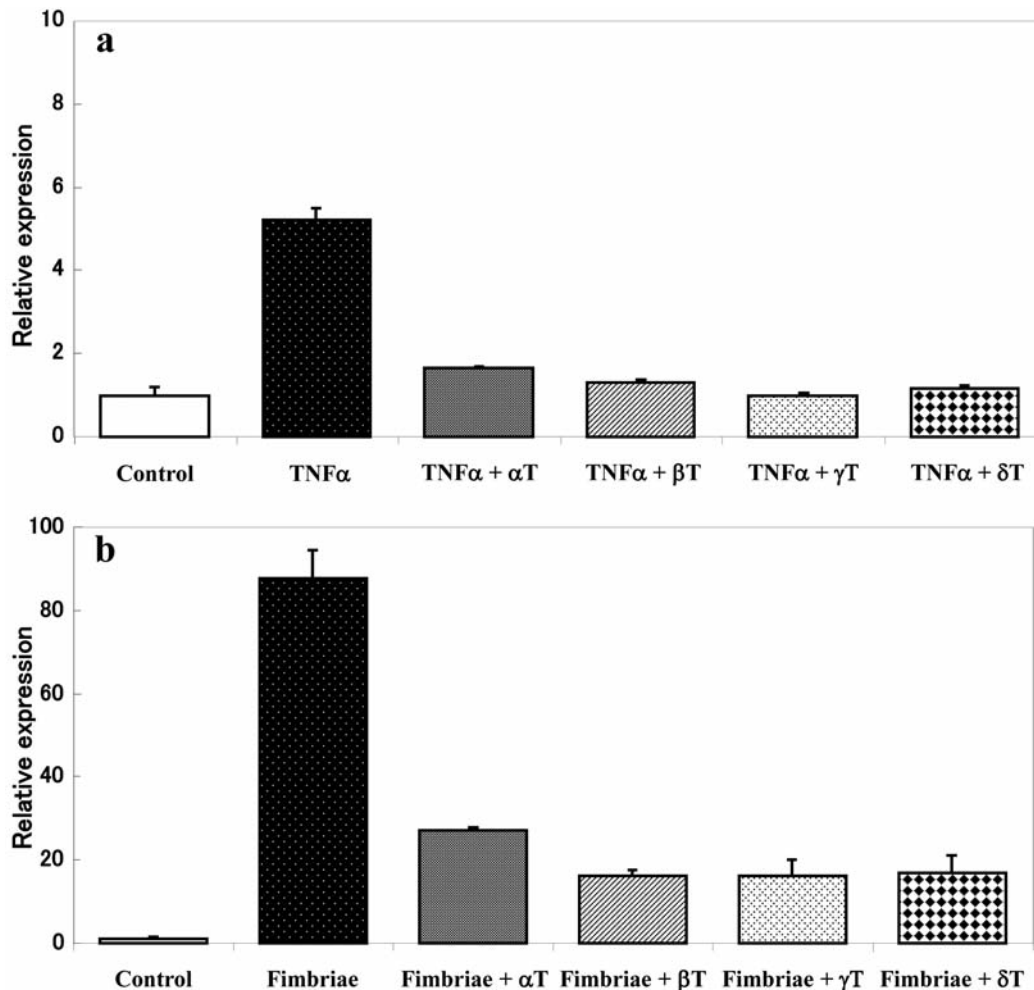 a
10
8
6
4
2
0
Relative expression
Control TNFα TNFα + αT TNFα + βT TNFα + γT TNFα + δT
b
100
80
60
40
20
0
Relative expression
Control Fimbriae Fimbriae + αT Fimbriae + βT Fimbriae + γT Fimbriae + δT